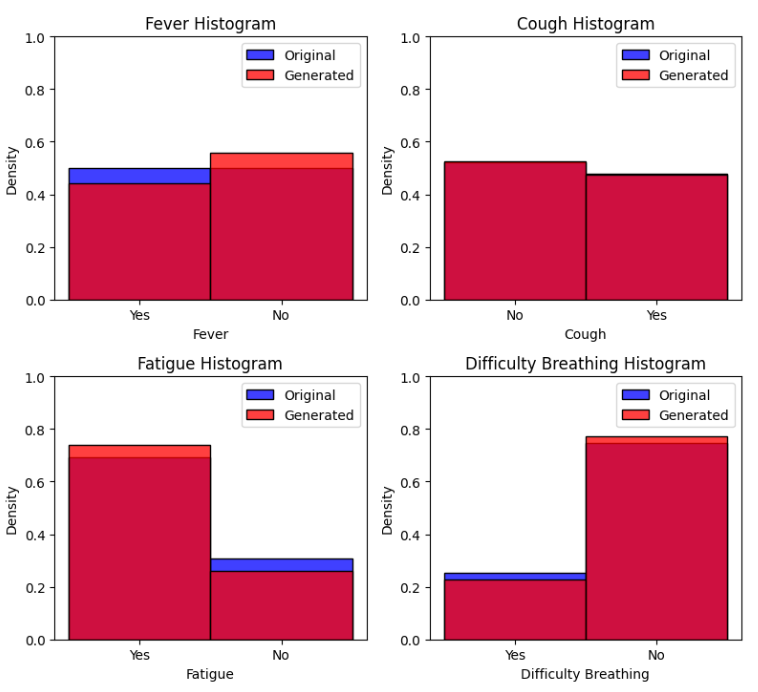 Fever Histogram
1.0
0.8
0.6
0.4
0.2
0.0
Density
Original
Generated
Yes No
Fever
Cough Histogram
1.0
0.8
0.6
0.4
0.2
0.0
Density
Original
Generated
No Yes
Cough
Fatigue Histogram
1.0
0.8
0.6
0.4
0.2
0.0
Density
Original
Generated
Yes No
Fatigue
Difficulty Breathing Histogram
1.0
0.8
0.6
0.4
0.2
0.0
Density
Original
Generated
Yes No
Difficulty Breathing